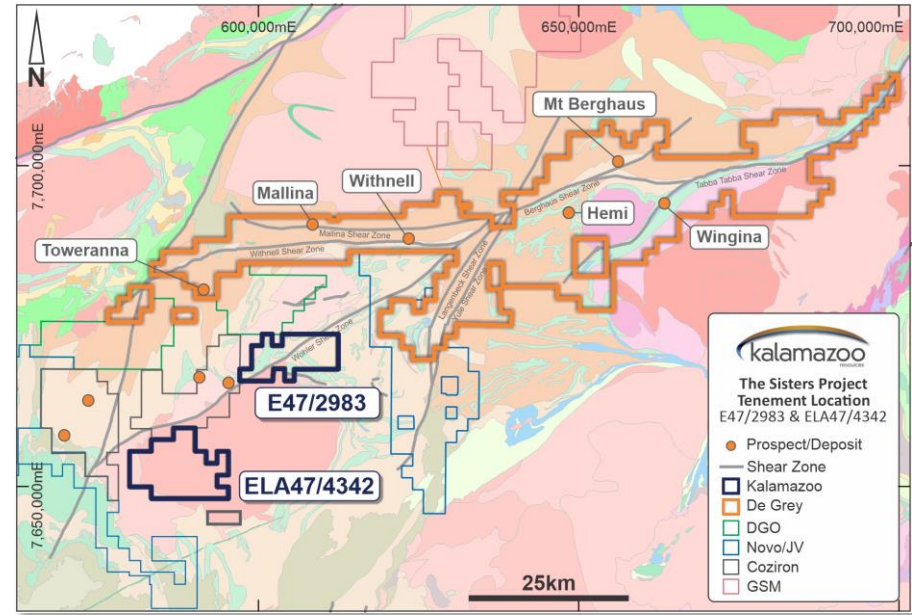 600,000mE
650,000mE
700,000mE
N
7,700,000mE
7,650,000mE
Mt Berghaus
Mallina
Withnell
Toweranna
Hemi
Wingina
Tabba Tabba Shear Zone
Berghaus Shear Zone
Mallina Shear Zone
Withnell Shear Zone
Langenbeck Shear Zone
Yule Shear Zone
Wohler Shear Zone
E47/2983
ELA47/4342
25km
kalamazoo
resources
The Sisters Project
Tenement Location
E47/2983 & ELA47/4342
Prospect/Deposit
Shear Zone
Kalamazoo
De Grey
DGO
Novo/JV
Coziron
GSM